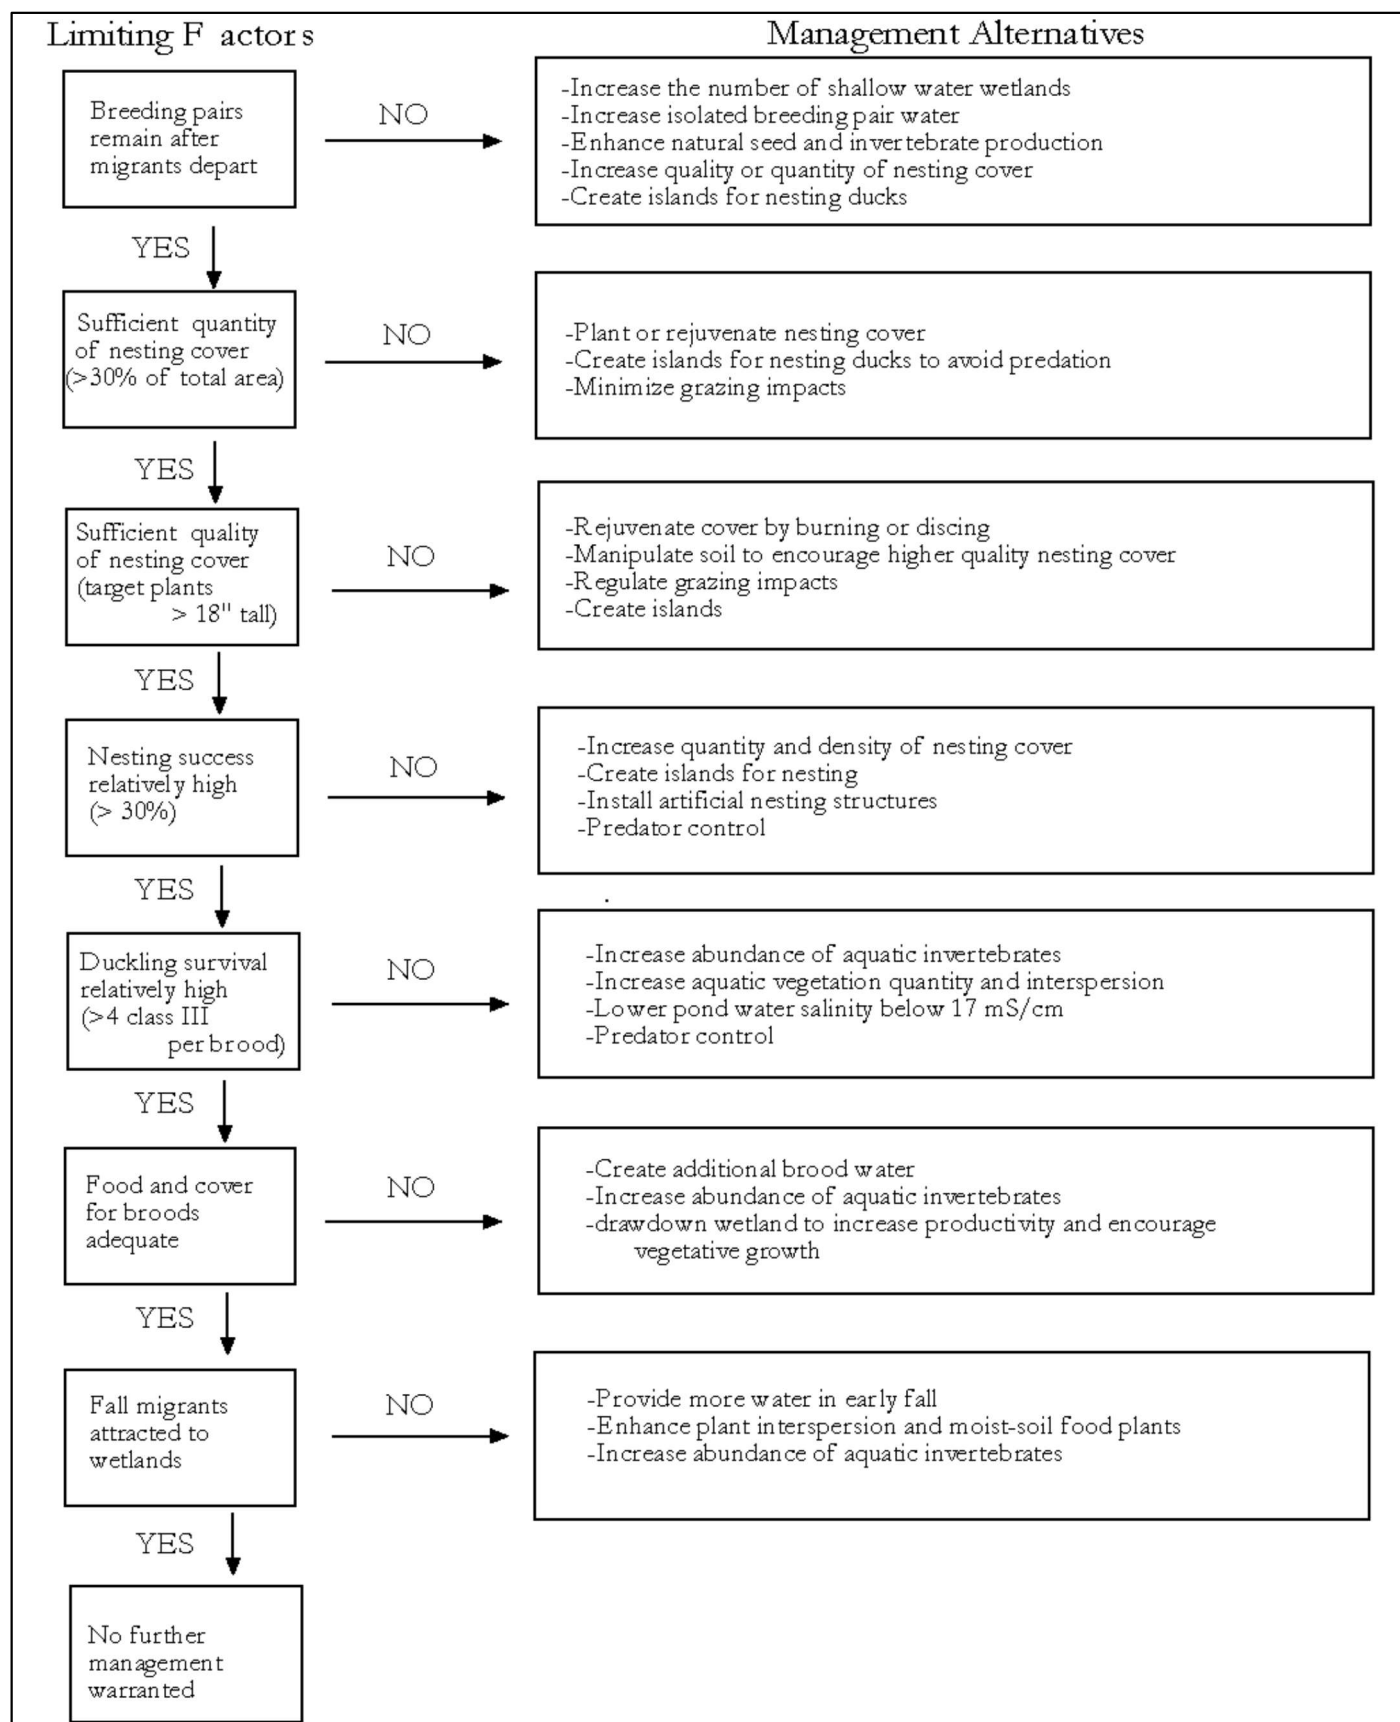 Limiting F actors
Management Alternatives
Breeding pairs
remain after
migrants depart
NO
-Increase the number of shallow water wetlands
-Increase isolated breeding pair water
-Enhance natural seed and invertebrate production
-Increase quality or quantity of nesting cover
-Create islands for nesting ducks
YES
Sufficient quantity
of nesting cover
(>30% of total area)
NO
-Plant or rejuvenate nesting cover
-Create islands for nesting ducks to avoid predation
-Minimize grazing impacts
YES
Sufficient quality
of nesting cover
(target plants
> 18" tall)
NO
-Rejuvenate cover by burning or discing
-Manipulate soil to encourage higher quality nesting cover
-Regulate grazing impacts
-Create islands
YES
Nesting success
relatively high
(> 30%)
NO
-Increase quantity and density of nesting cover
-Create islands for nesting
-Install artificial nesting structures
-Predator control
YES
Duckling survival
relatively high
(>4 class III
per brood)
NO
-Increase abundance of aquatic invertebrates
-Increase aquatic vegetation quantity and interspersion
-Lower pond water salinity below 17 mS/cm
-Predator control
YES
Food and cover
for broods
adequate
NO
-Create additional brood water
-Increase abundance of aquatic invertebrates
-drawdown wetland to increase productivity and encourage
vegetative growth
YES
Fall migrants
attracted to
wetlands
NO
-Provide more water in early fall
-Enhance plant interspersion and moist-soil food plants
-Increase abundance of aquatic invertebrates
YES
No further
management
warranted